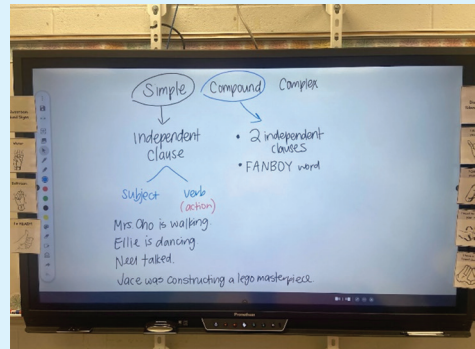 Simple Compound Complex
Independent
Clause
• 2 independent
clauses
• FANBOY word
Subject verb
(action)
Mrs Oho is walking.
Ellie is dancing
Neel talked.
Jace was constructing a lego masterpiece
Promethean